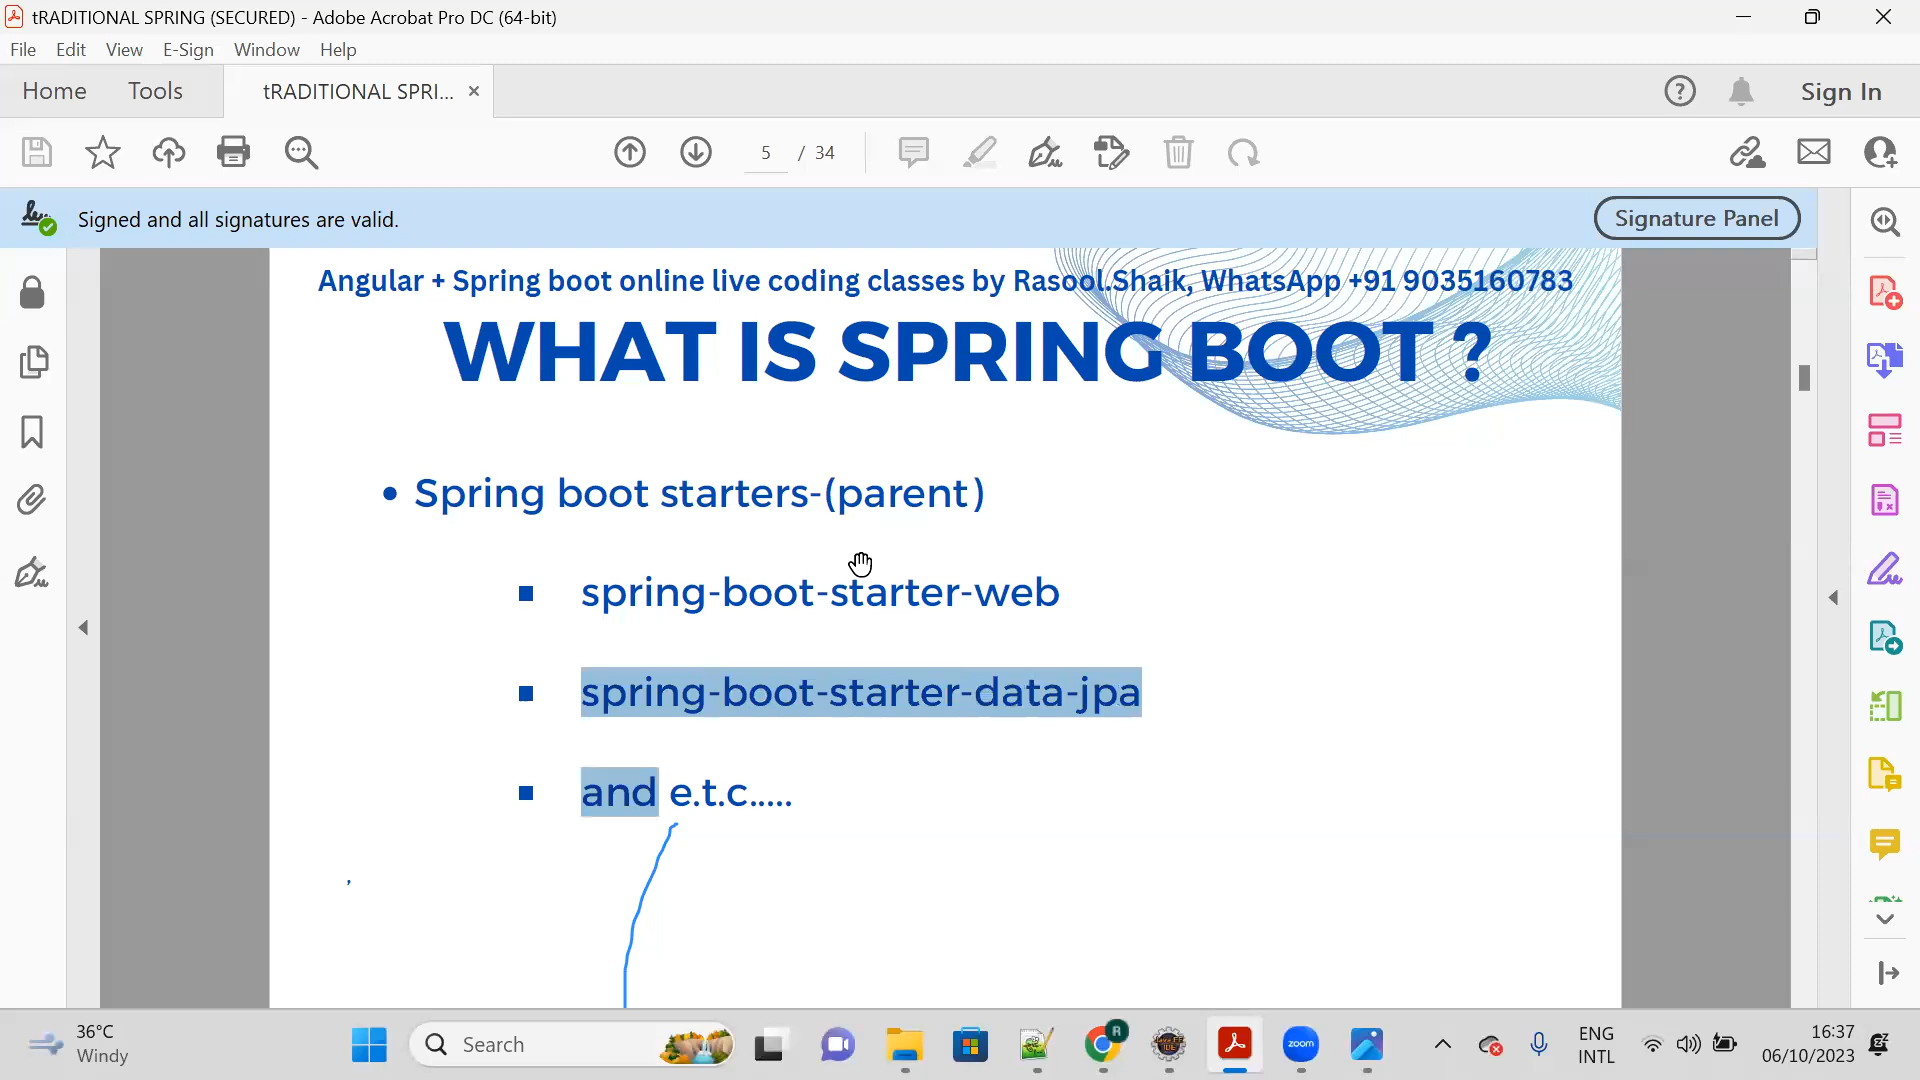 tRADITIONAL SPRING (SECURED) - Adobe Acrobat Pro DC (64-bit)
File Edit View E-Sign Window Help
Home Tools tRADITIONAL SPRI... × Sign In
5 / 34
Signed and all signatures are valid. Signature Panel
Angular + Spring boot online live coding classes by Rasool.Shaik, WhatsApp +91 9035160783
WHAT IS SPRING BOOT ?
• Spring boot starters-(parent)
▪ spring-boot-starter-web
▪ spring-boot-starter-data-jpa
▪ and e.t.c.....
,
36°C
Windy
Search
R
zoom
ENG
INTL
16:37
06/10/2023